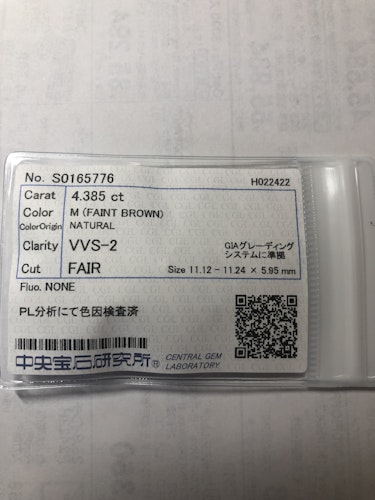 No. S0165776 H022422
Carat 4.385 ct
Color M (FAINT BROWN)
ColorOrigin NATURAL
Clarity VVS-2 GIAグレーディング
システムに準拠
Cut FAIR Size 11.12 - 11.24 × 5.95 mm
Fluo. NONE
PL分析にて色因検査済
中央宝石研究所® CENTRAL GEM
LABORATORY